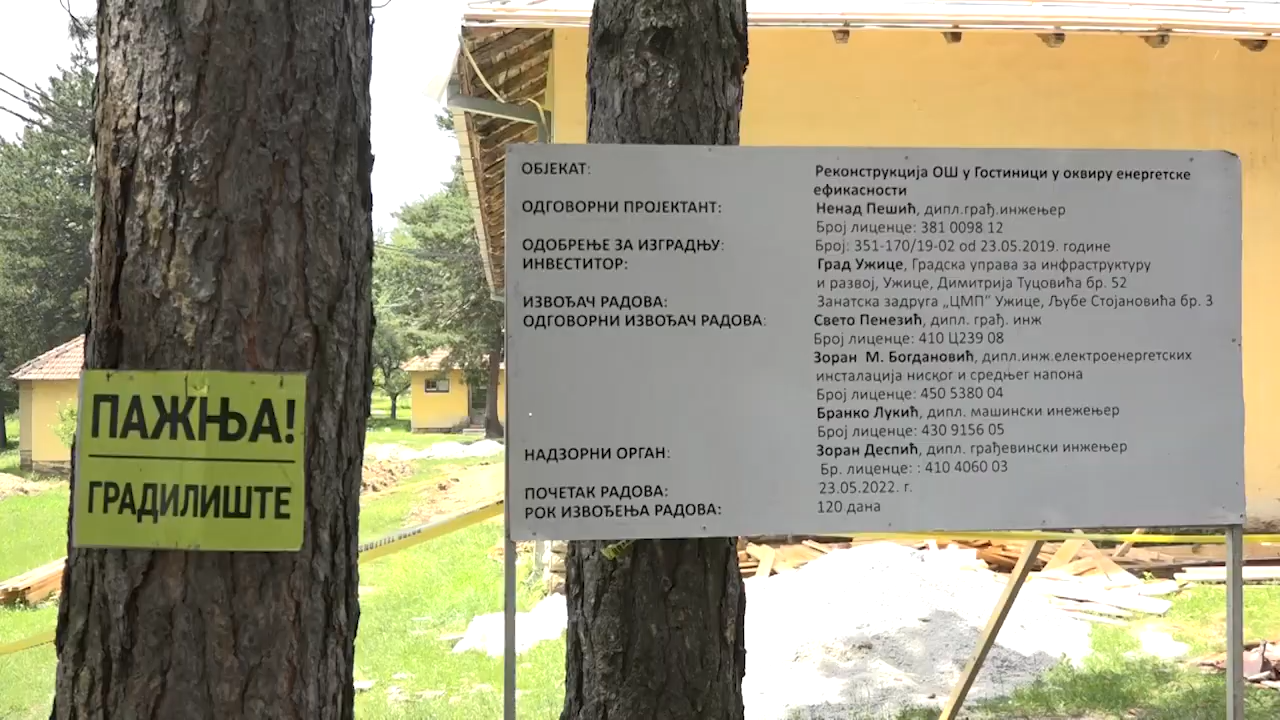 ПАЖЊА!
ГРАДИЛИШТЕ
ОБЈЕКАТ: Реконструкција ОШ у Гостиници у оквиру енергетске
ефикасности
ОДГОВОРНИ ПРОЈЕКТАНТ: Ненад Пешић, дипл.грађ.инжењер
Број лиценце: 381 0098 12
ОДОБРЕЊЕ ЗА ИЗГРАДЊУ: Број: 351-170/19-02 od 23.05.2019. године
ИНВЕСТИТОР: Град Ужице, Градска управа за инфраструктуру
и развој, Ужице, Димитрија Туцовића бр. 52
ИЗВОЂАЧ РАДОВА: Занатска задруга „ЦМП" Ужице, Љубе Стојановића бр. 3
ОДГОВОРНИ ИЗВОЂАЧ РАДОВА: Свето Пенезић, дипл. грађ. инж
Број лиценце: 410 Ц239 08
Зоран М. Богдановић, дипл.инж.електроенергетских
инсталација ниског и средњег напона
Број лиценце: 450 5380 04
Бранко Лукић, дипл. машински инежењер
Број лиценце: 430 9156 05
НАДЗОРНИ ОРГАН: Зоран Деспић, дипл. грађевински инжењер
Бр. лиценце: : 410 4060 03
ПОЧЕТАК РАДОВА: 23.05.2022. г.
РОК ИЗВОЂЕЊА РАДОВА: 120 дана